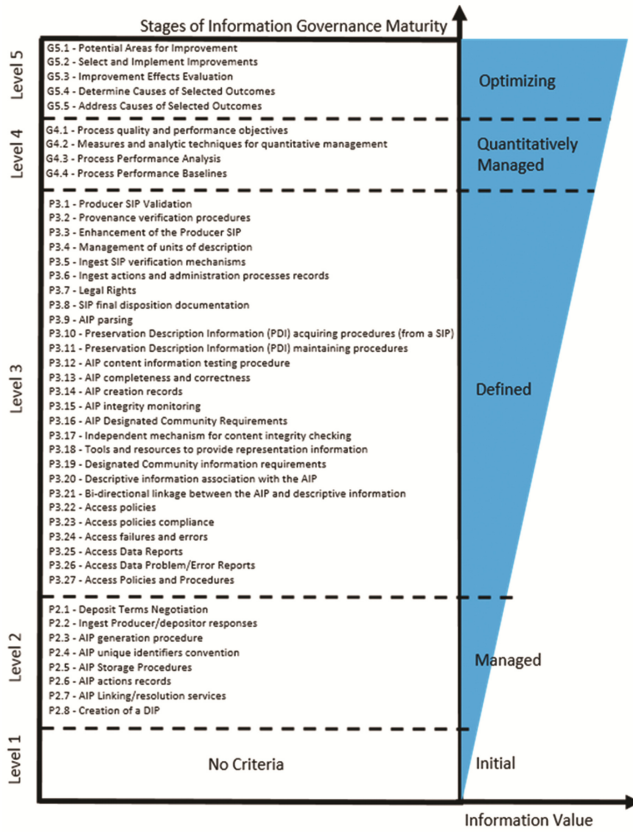 Stages of Information Governance Maturity
Level 5
G5.1 - Potential Areas for Improvement
G5.2 - Select and Implement Improvements
G5.3 - Improvement Effects Evaluation
G5.4 - Determine Causes of Selected Outcomes
G5.5 - Address Causes of Selected Outcomes
Optimizing
Level 4
G4.1 - Process quality and performance objectives
G4.2 - Measures and analytic techniques for quantitative management
G4.3 - Process Performance Analysis
G4.4 - Process Performance Baselines
Quantitatively
Managed
Level 3
P3.1 - Producer SIP Validation
P3.2 - Provenance verification procedures
P3.3 - Enhancement of the Producer SIP
P3.4 - Management of units of description
P3.5 - Ingest SIP verification mechanisms
P3.6 - Ingest actions and administration processes records
P3.7 - Legal Rights
P3.8 - SIP final disposition documentation
P3.9 - AIP parsing
P3.10 - Preservation Description Information (PDI) acquiring procedures (from a SIP)
P3.11 - Preservation Description Information (PDI) maintaining procedures
P3.12 - AIP content information testing procedure
P3.13 - AIP completeness and correctness
P3.14 - AIP creation records
P3.15 - AIP integrity monitoring
P3.16 - AIP Designated Community Requirements
P3.17 - Independent mechanism for content integrity checking
P3.18 - Tools and resources to provide representation information
P3.19 - Designated Community information requirements
P3.20 - Descriptive information association with the AIP
P3.21 - Bi-directional linkage between the AIP and descriptive information
P3.22 - Access policies
P3.23 - Access policies compliance
P3.24 - Access failures and errors
P3.25 - Access Data Reports
P3.26 - Access Data Problem/Error Reports
P3.27 - Access Policies and Procedures
Defined
Level 2
P2.1 - Deposit Terms Negotiation
P2.2 - Ingest Producer/depositor responses
P2.3 - AIP generation procedure
P2.4 - AIP unique identifiers convention
P2.5 - AIP Storage Procedures
P2.6 - AIP actions records
P2.7 - AIP Linking/resolution services
P2.8 - Creation of a DIP
Managed
Level 1
No Criteria
Initial
Information Value